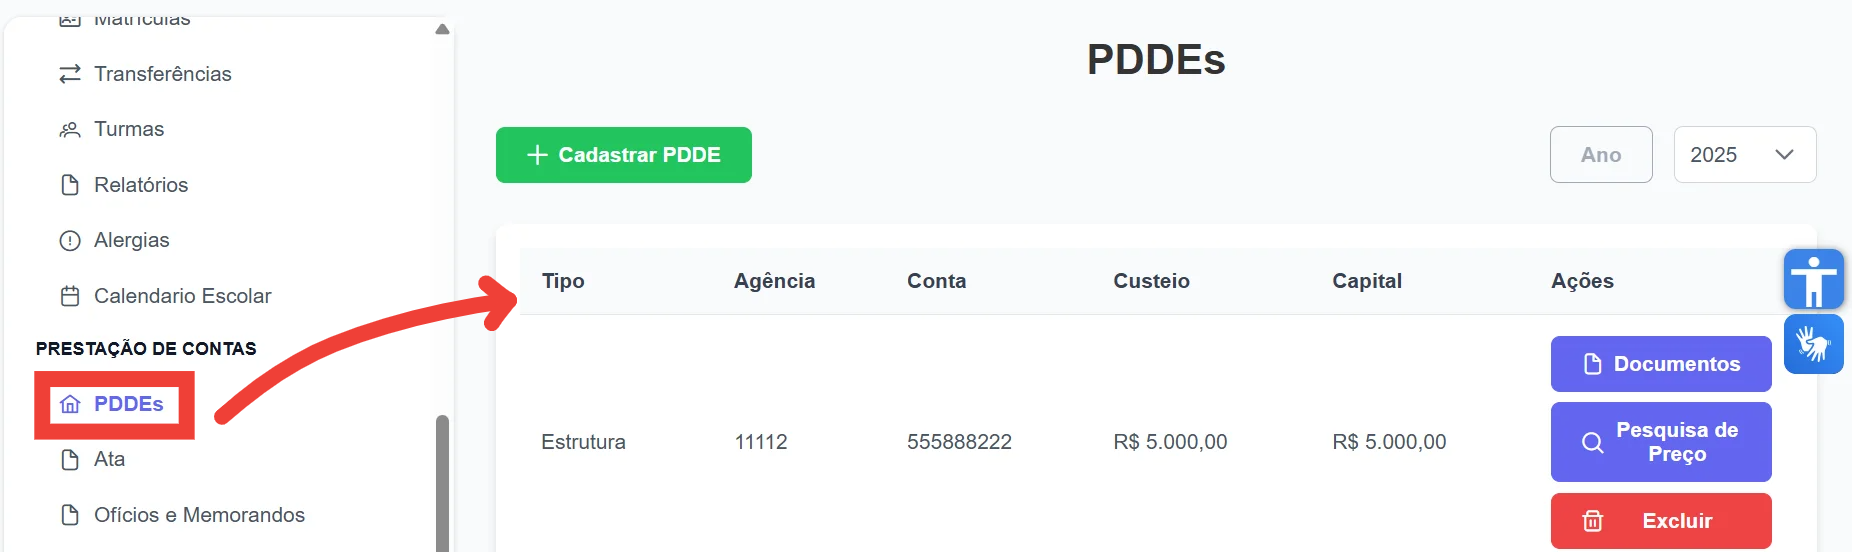 Matrículas
Transferências
Turmas
Relatórios
Alergias
Calendario Escolar
PRESTAÇÃO DE CONTAS
PDDEs
Ata
Ofícios e Memorandos
PDDEs
Cadastrar PDDE
Ano
2025
Tipo Agência Conta Custeio Capital Ações
Estrutura 11112 555888222 R$ 5.000,00 R$ 5.000,00
Documentos
Pesquisa de
Preço
Excluir